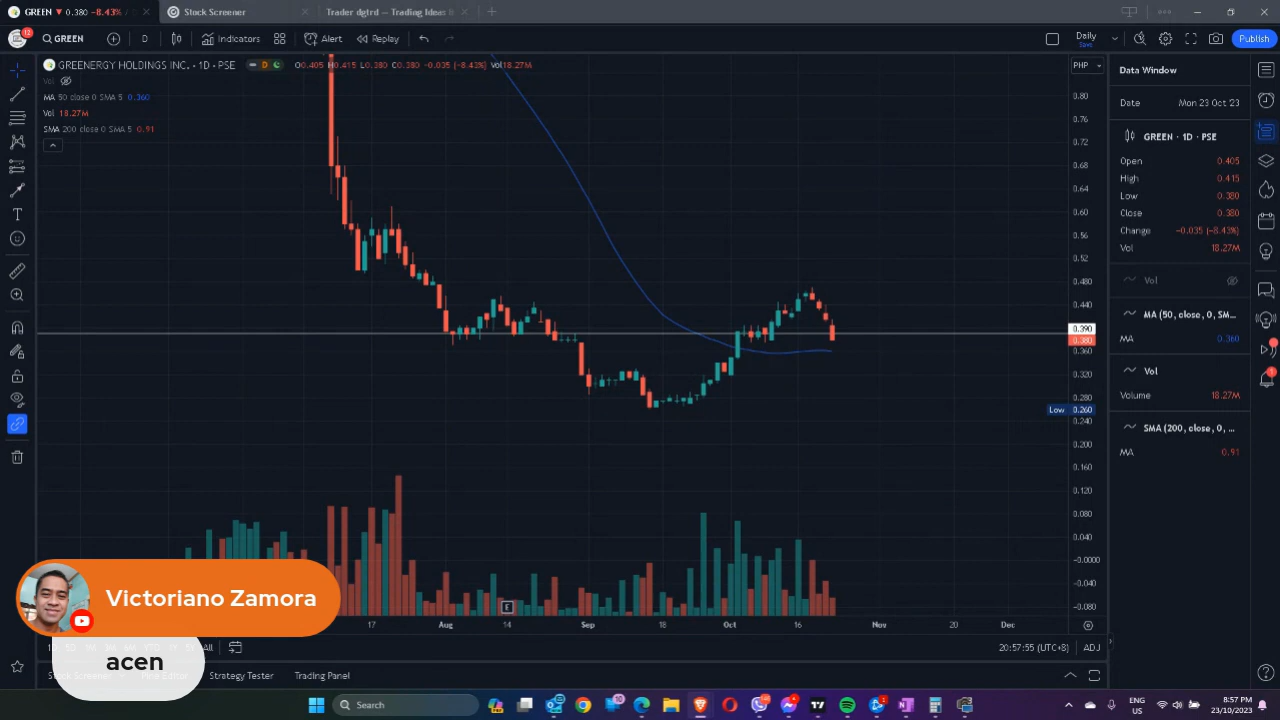 GREEN ▼ 0.380 -8.43%
Stock Screener
Trader dgtrd — Trading Ideas
12
GREEN
D
Indicators
Alert
Replay
Daily
Save
Publish
GREENERGY HOLDINGS INC. · 1D · PSE
D
O0.405 H0.415 L0.380 C0.380 -0.035 (-8.43%) Vol18.27M
PHP
Vol
MA 50 close 0 SMA 5 0.360
Vol 18.27M
SMA 200 close 0 SMA 5 0.91
0.80
0.76
0.72
0.68
0.64
0.60
0.56
0.52
0.480
0.440
0.390
0.380
0.360
0.320
0.280
Low 0.260
0.240
0.200
0.160
0.120
0.080
0.040
-0.0000
-0.040
-0.080
E
17
Aug
14
Sep
18
Oct
16
Nov
20
Dec
Data Window
Date Mon 23 Oct 23
GREEN · 1D · PSE
Open 0.405
High 0.415
Low 0.380
Close 0.380
Change -0.035 (-8.43%)
Vol 18.27M
Vol
MA (50, close, 0, SM...
MA 0.360
Vol
Volume 18.27M
SMA (200, close, 0, ...
MA 0.91
Victoriano Zamora
acen
All
20:57:55 (UTC+8)
ADJ
Stock Screener
Pine Editor
Strategy Tester
Trading Panel
Search
ENG
US
8:57 PM
23/10/2023